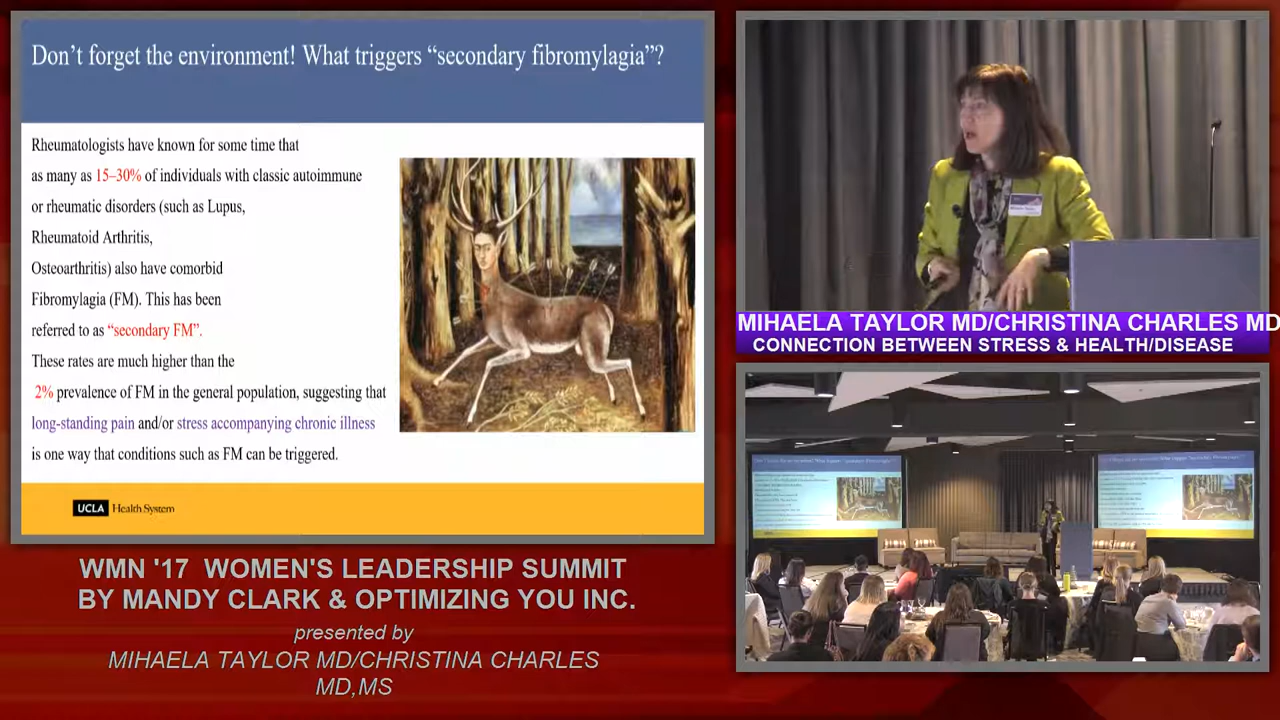 Don't forget the environment! What triggers “secondary fibromylagia”?
Rheumatologists have known for some time that
as many as 15–30% of individuals with classic autoimmune
or rheumatic disorders (such as Lupus,
Rheumatoid Arthritis,
Osteoarthritis) also have comorbid
Fibromyalgia (FM). This has been
referred to as “secondary FM”.
These rates are much higher than the
2% prevalence of FM in the general population, suggesting that
long-standing pain and/or stress accompanying chronic illness
is one way that conditions such as FM can be triggered.
UCLA Health System
MIHAELA TAYLOR MD/CHRISTINA CHARLES MD
CONNECTION BETWEEN STRESS & HEALTH/DISEASE
WMN '17 WOMEN'S LEADERSHIP SUMMIT
BY MANDY CLARK & OPTIMIZING YOU INC.
presented by
MIHAELA TAYLOR MD/CHRISTINA CHARLES
MD,MS